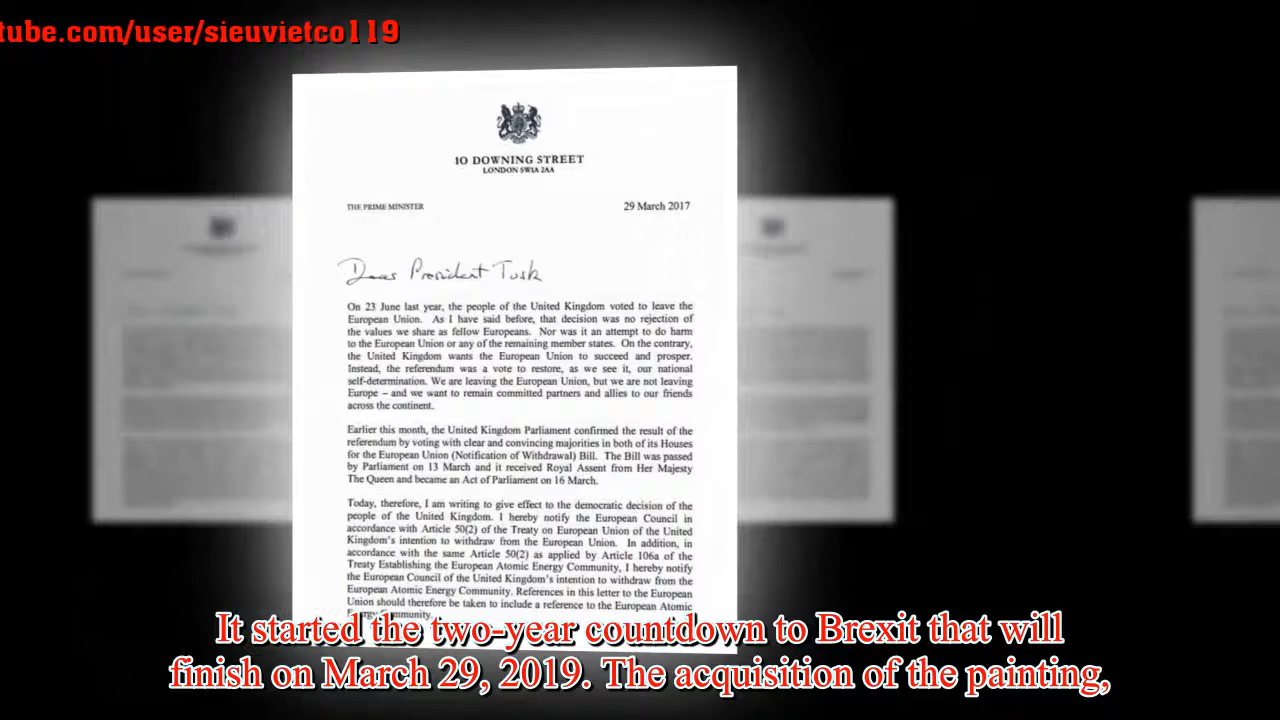 tube.com/user/sieuvietco119
10 DOWNING STREET
LONDON SW1A 2AA
THE PRIME MINISTER
29 March 2017
Dear President Tusk
On 23 June last year, the people of the United Kingdom voted to leave the
European Union. As I have said before, that decision was no rejection of
the values we share as fellow Europeans. Nor was it an attempt to do harm
to the European Union or any of the remaining member states. On the contrary,
the United Kingdom wants the European Union to succeed and prosper.
Instead, the referendum was a vote to restore, as we see it, our national
self-determination. We are leaving the European Union, but we are not leaving
Europe – and we want to remain committed partners and allies to our friends
across the continent.
Earlier this month, the United Kingdom Parliament confirmed the result of the
referendum by voting with clear and convincing majorities in both of its Houses
for the European Union (Notification of Withdrawal) Bill. The Bill was passed
by Parliament on 13 March and it received Royal Assent from Her Majesty
The Queen and became an Act of Parliament on 16 March.
Today, therefore, I am writing to give effect to the democratic decision of the
people of the United Kingdom. I hereby notify the European Council in
accordance with Article 50(2) of the Treaty on European Union of the United
Kingdom's intention to withdraw from the European Union. In addition, in
accordance with the same Article 50(2) as applied by Article 106a of the
Treaty Establishing the European Atomic Energy Community, I hereby notify
the European Council of the United Kingdom's intention to withdraw from the
European Atomic Energy Community. References in this letter to the European
Union should therefore be taken to include a reference to the European Atomic
Energy Community.
It started the two-year countdown to Brexit that will
finish on March 29, 2019. The acquisition of the painting,